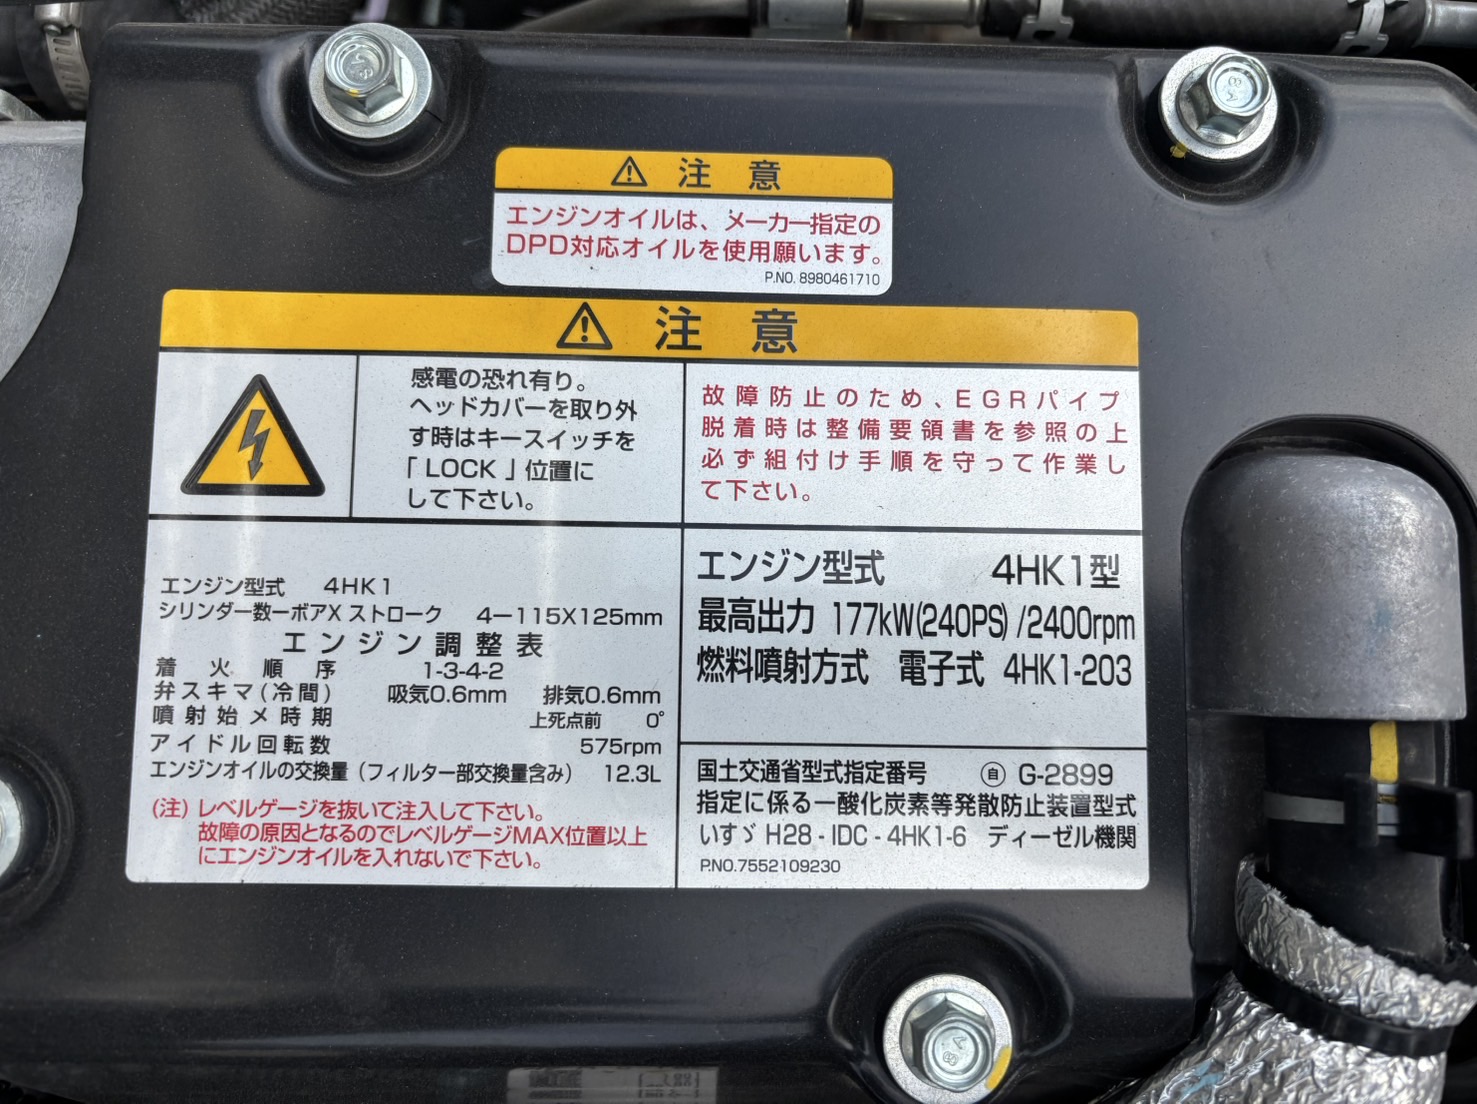 注意
エンジンオイルは、メーカー指定の
DPD対応オイルを使用願います。
P.NO. 8980461710
注意
感電の恐れ有り。
ヘッドカバーを取り外
す時はキースイッチを
「LOCK」位置に
して下さい。
故障防止のため、EGRパイプ
脱着時は整備要領書を参照の上
必ず組付け手順を守って作業し
て下さい。
エンジン型式 4HK1
シリンダー数ーボアX ストローク 4ー115X125mm
エンジン調整表
着火順序 1-3-4-2
弁スキマ(冷間) 吸気0.6mm 排気0.6mm
噴射始メ時期 上死点前 0°
アイドル回転数 575rpm
エンジンオイルの交換量(フィルター部交換量含み) 12.3L
(注)レベルゲージを抜いて注入して下さい。
故障の原因となるのでレベルゲージMAX位置以上
にエンジンオイルを入れないで下さい。
エンジン型式 4HK1型
最高出力 177kW(240PS)/2400rpm
燃料噴射方式 電子式 4HK1-203
国土交通省型式指定番号 ㊀自 G-2899
指定に係る一酸化炭素等発散防止装置型式
いすゞ H28-IDC-4HK1-6 ディーゼル機関
P.NO.7552109230